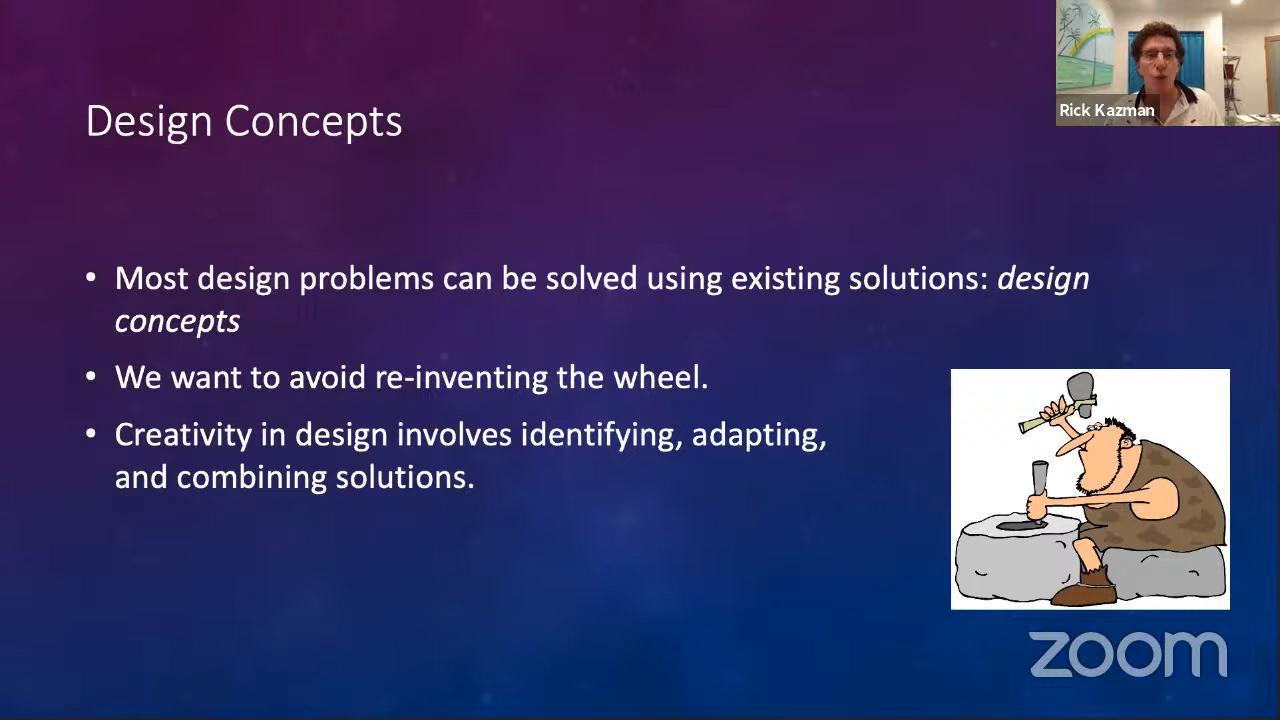 Rick Kazman
Design Concepts
• Most design problems can be solved using existing solutions: design
concepts
• We want to avoid re-inventing the wheel.
• Creativity in design involves identifying, adapting,
and combining solutions.
zoom